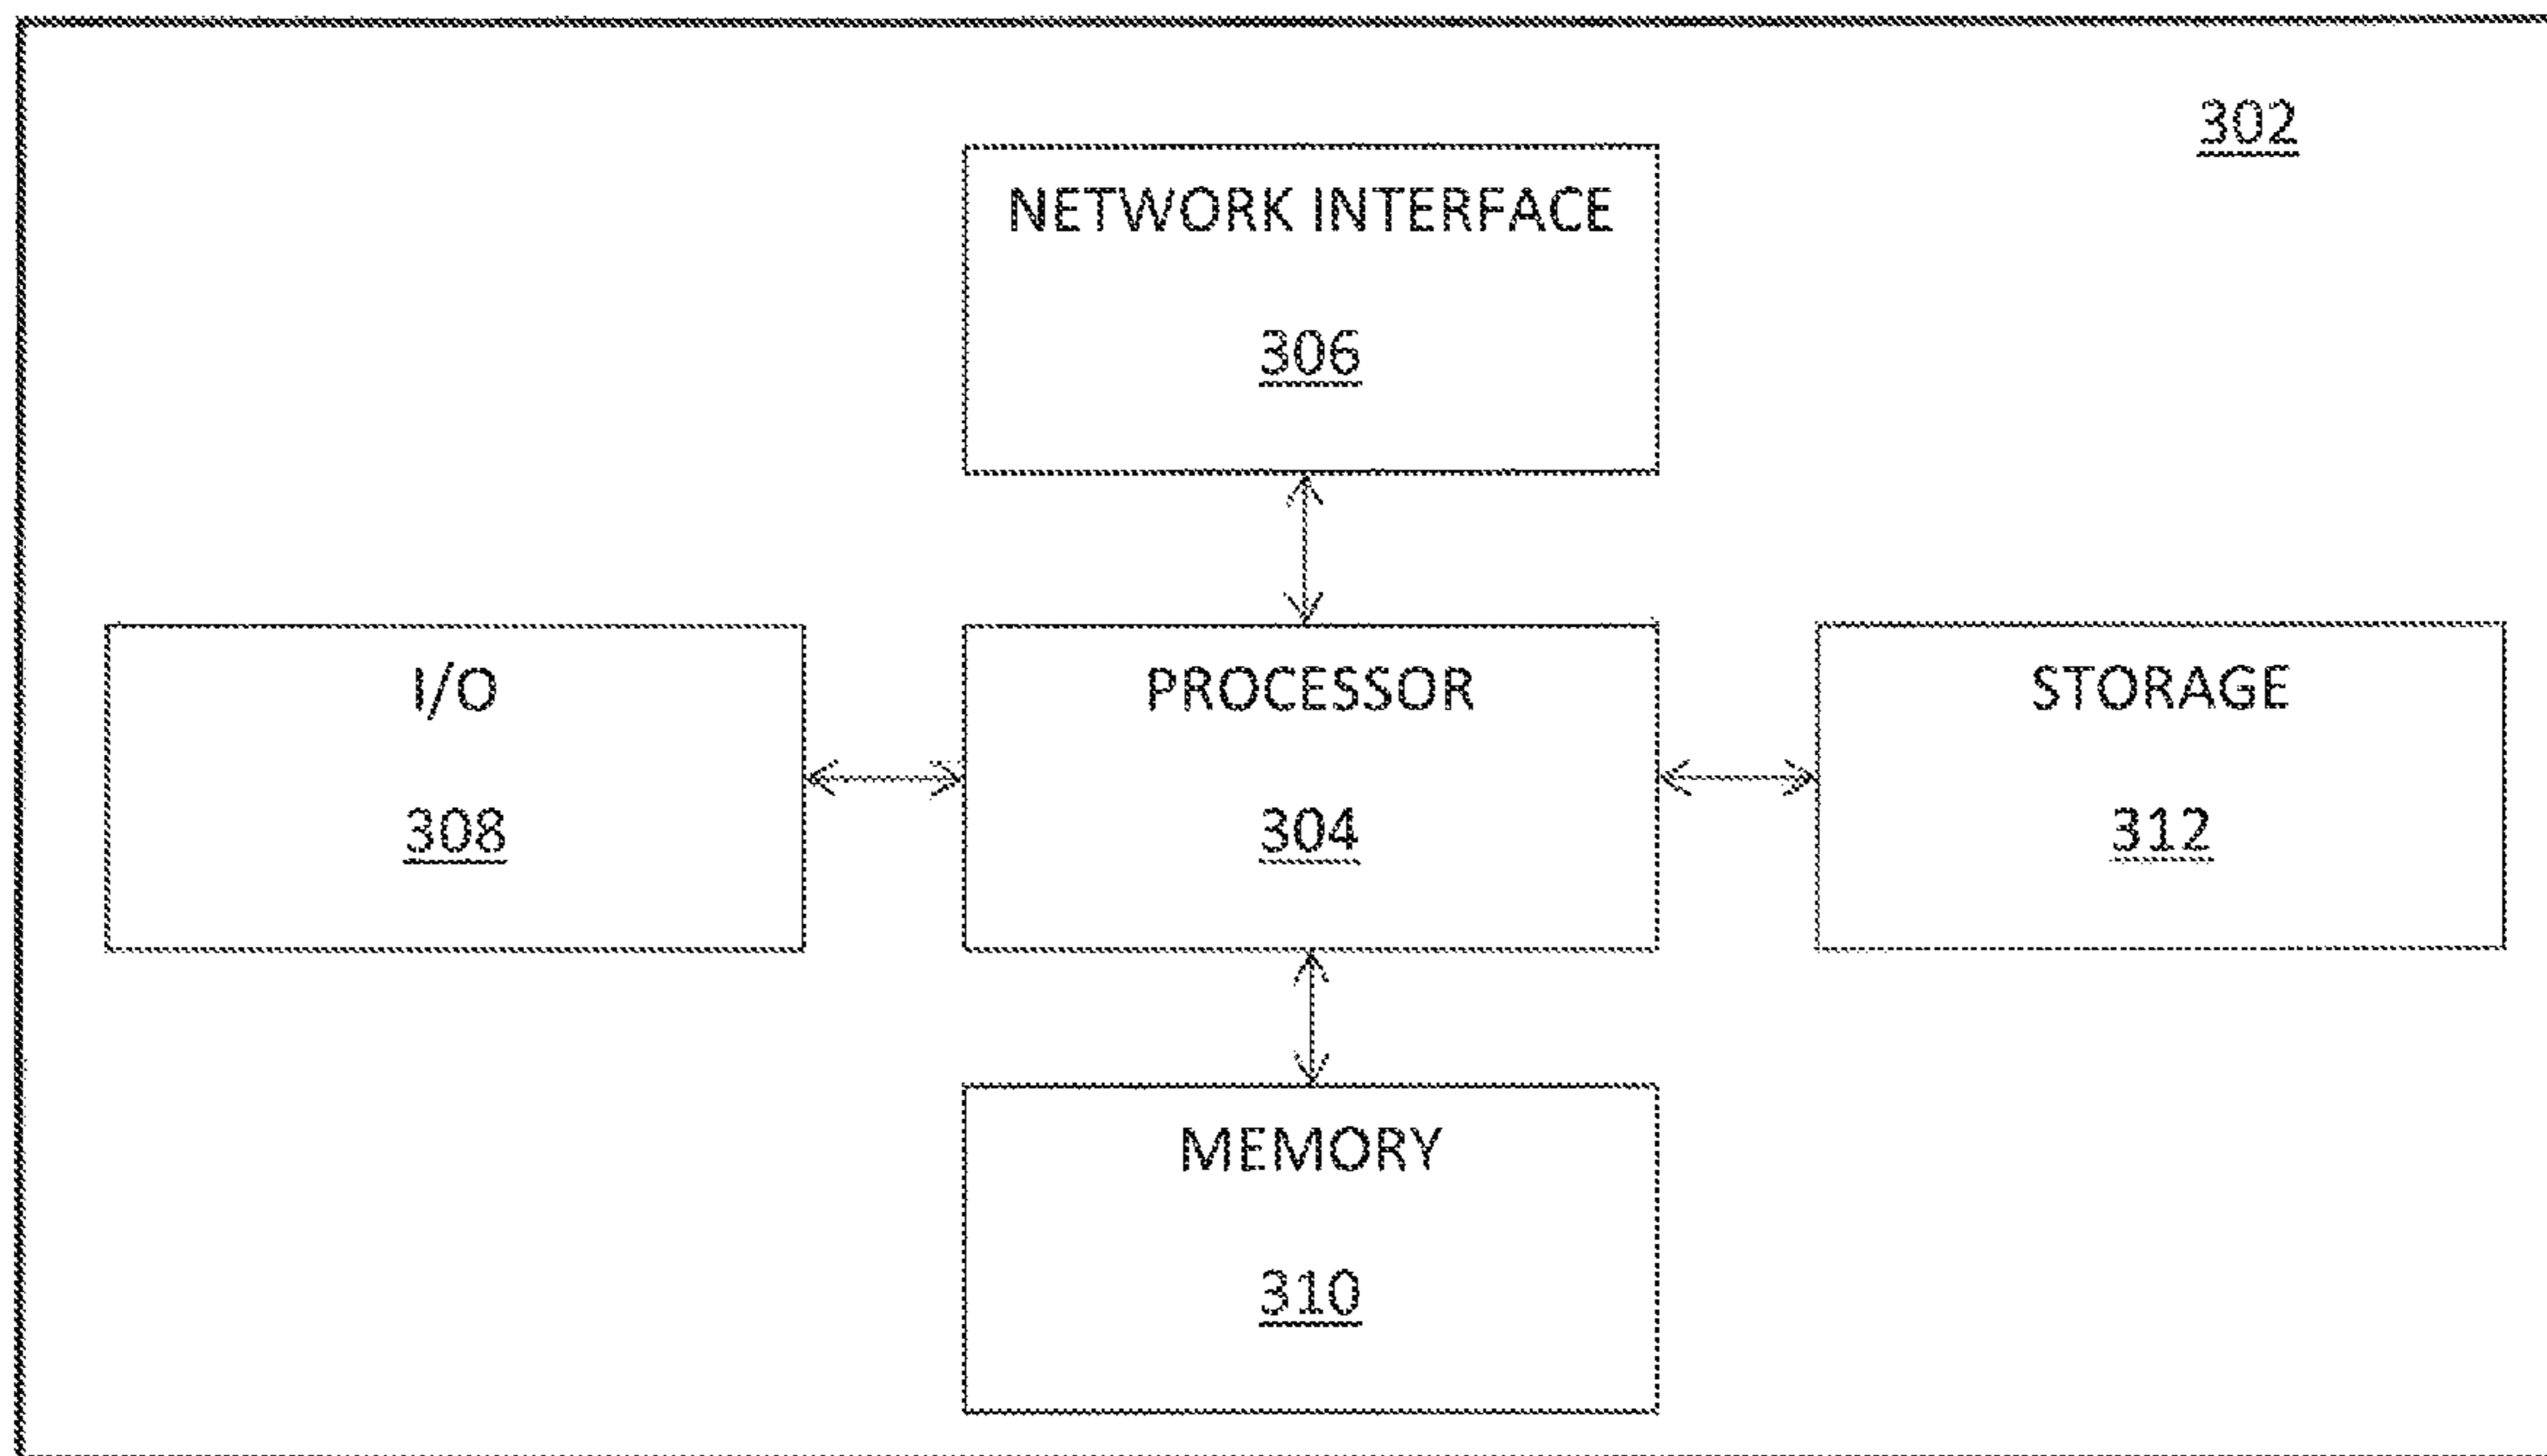 302
NETWORK INTERFACE
306
I/O
308
PROCESSOR
304
STORAGE
312
MEMORY
310